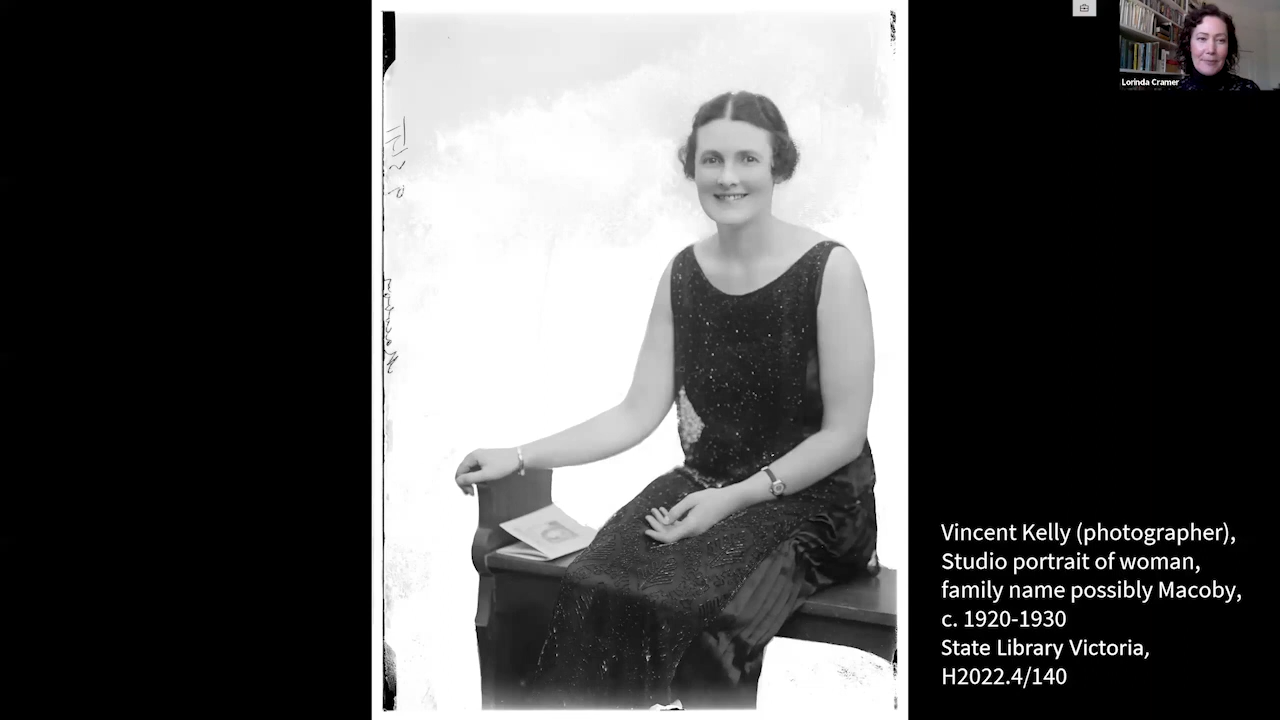 Lorinda Cramer
Vincent Kelly (photographer),
Studio portrait of woman,
family name possibly Macoby,
c. 1920-1930
State Library Victoria,
H2022.4/140